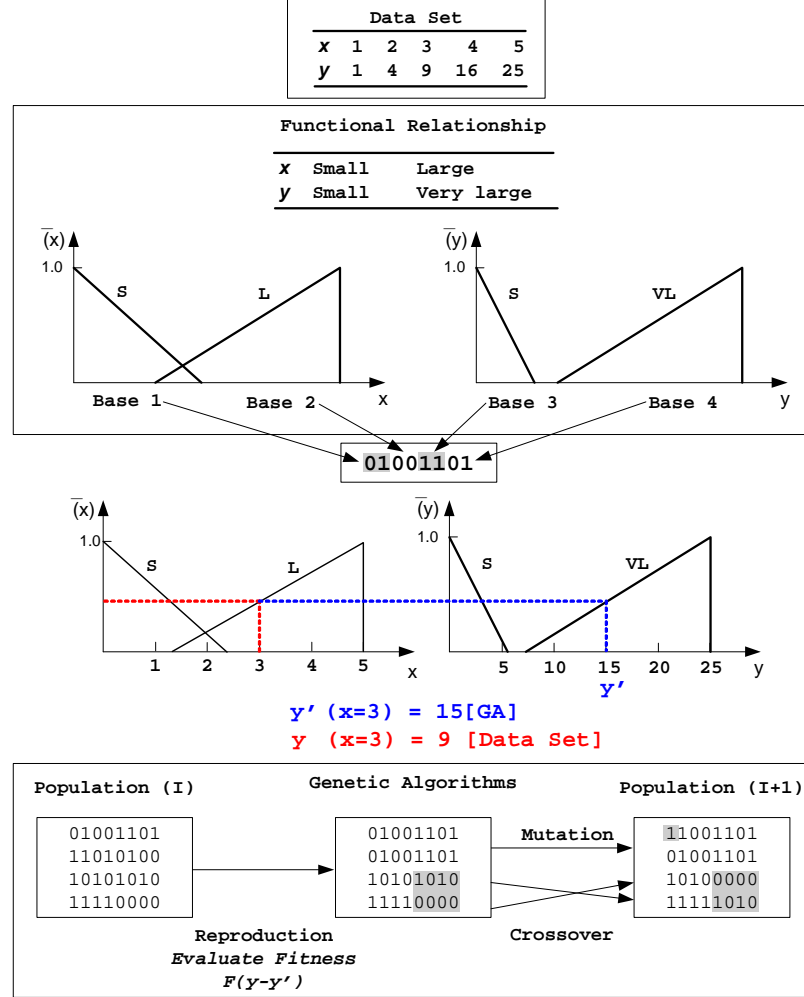 Data Set
x 1 2 3 4 5
y 1 4 9 16 25
Functional Relationship
x Small Large
y Small Very large
(x)
1.0
S
L
x
(y)
1.0
S
VL
y
Base 1
Base 2
Base 3
Base 4
01001101
(x)
1.0
S
L
1 2 3 4 5
x
(y)
1.0
S
VL
5 10 15 20 25
y
y'
y' (x=3) = 15[GA]
y (x=3) = 9 [Data Set]
Genetic Algorithms
Population (I)
Population (I+1)
01001101
11010100
10101010
11110000
01001101
01001101
10101010
11110000
Mutation
11001101
01001101
10100000
11111010
Reproduction
Evaluate Fitness
F(y-y')
Crossover